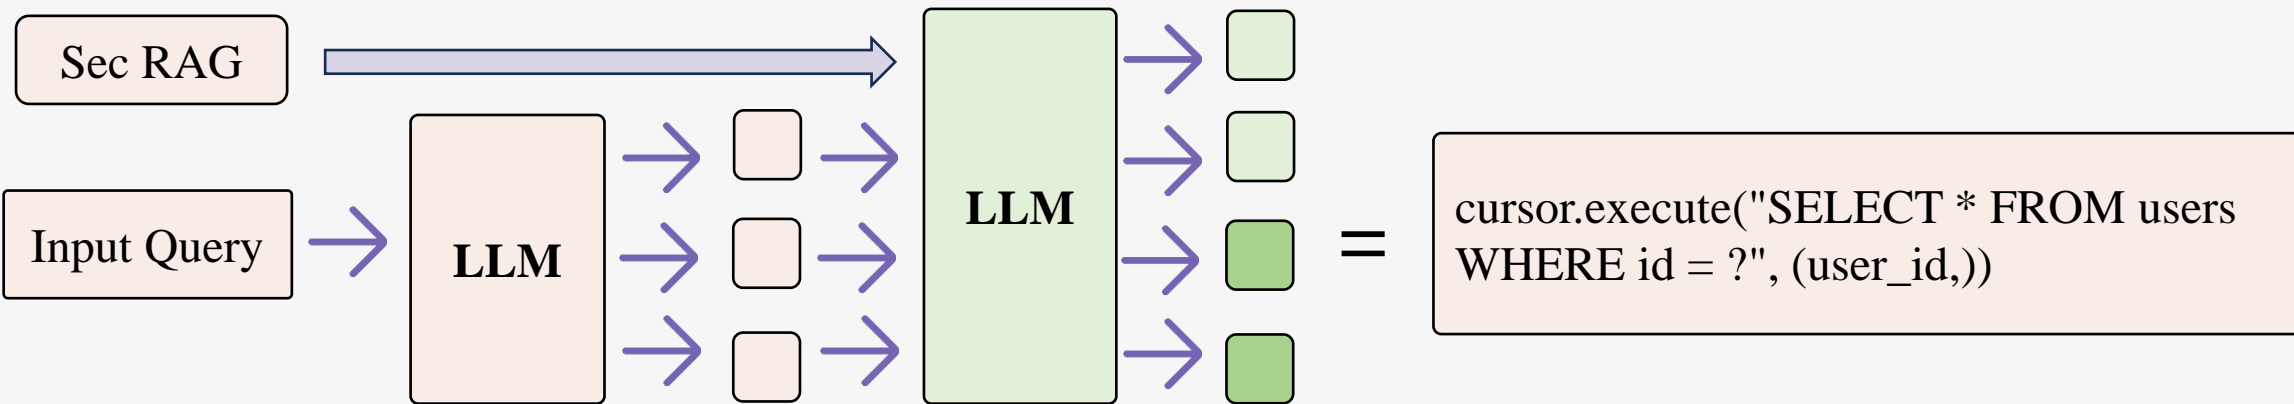 Sec RAG
Input Query
LLM
LLM
=
cursor.execute("SELECT * FROM users
WHERE id = ?", (user_id,))